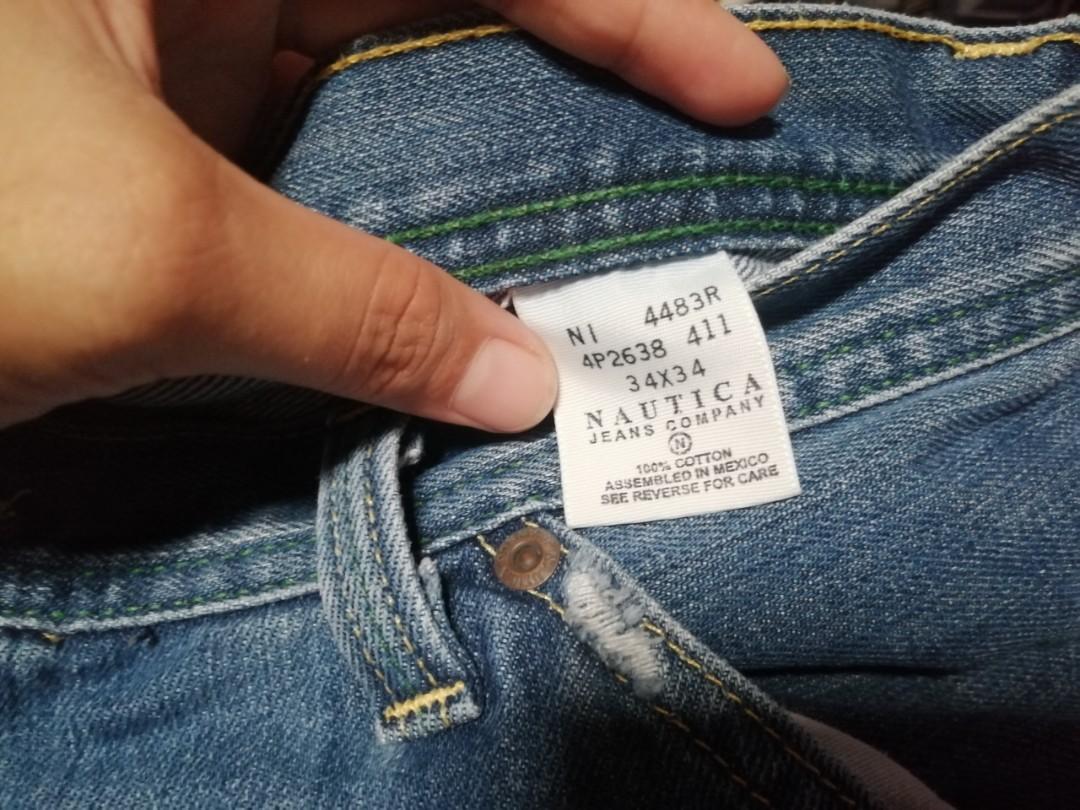 NI 4483R
4P2638 411
34X34
NAUTICA
JEANS COMPANY
N
100% COTTON
ASSEMBLED IN MEXICO
SEE REVERSE FOR CARE